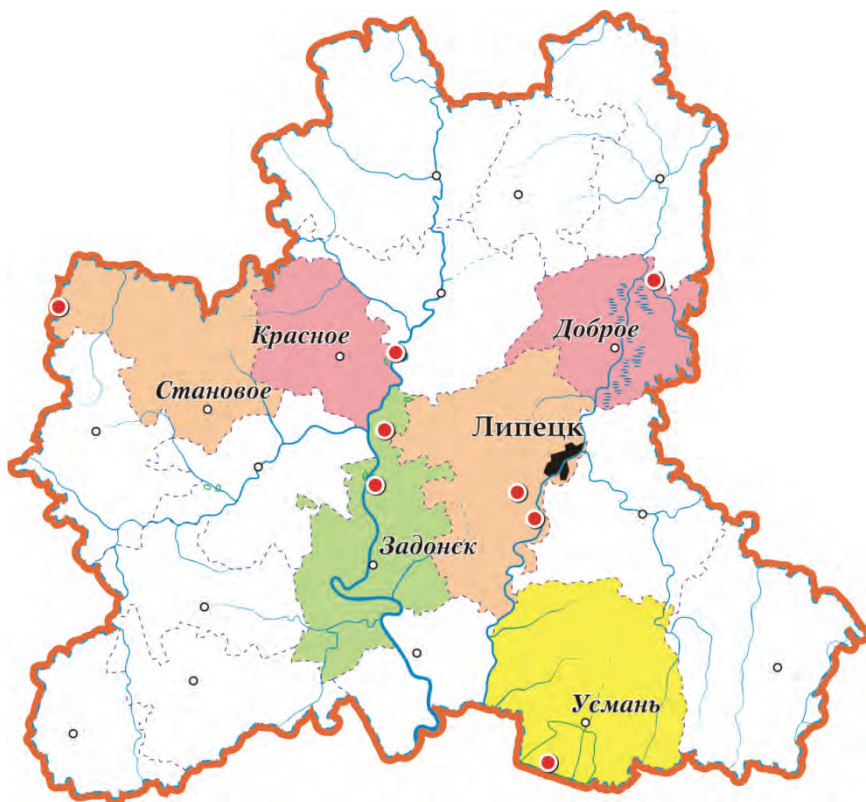 Красное
Доброе
Становое
Липецк
Задонск
Усмань